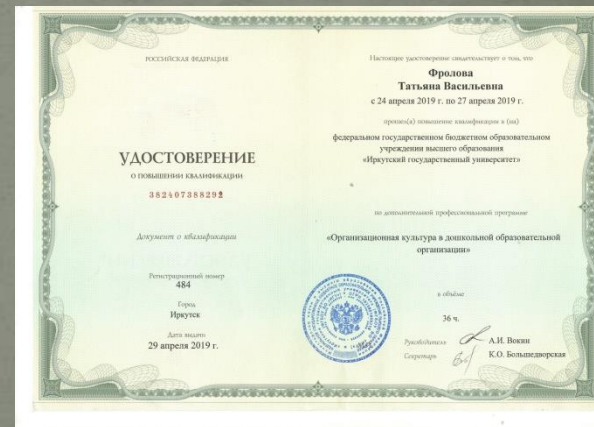 РОССИЙСКАЯ ФЕДЕРАЦИЯ
УДОСТОВЕРЕНИЕ
О ПОВЫШЕНИИ КВАЛИФИКАЦИИ
382407388292
Документ о квалификации
Регистрационный номер
484
Город
Иркутск
Дата выдачи
29 апреля 2019 г.
Настоящее удостоверение свидетельствует о том, что
Фролова
Татьяна Васильевна
с 24 апреля 2019 г. по 27 апреля 2019 г.
прошел(а) повышение квалификации в (на)
федеральном государственном бюджетном образовательном
учреждении высшего образования
«Иркутский государственный университет»
по дополнительной профессиональной программе
«Организационная культура в дошкольной образовательной
организации»
в объёме
36 ч.
Руководитель А.И. Вокин
Секретарь К.О. Большедворская